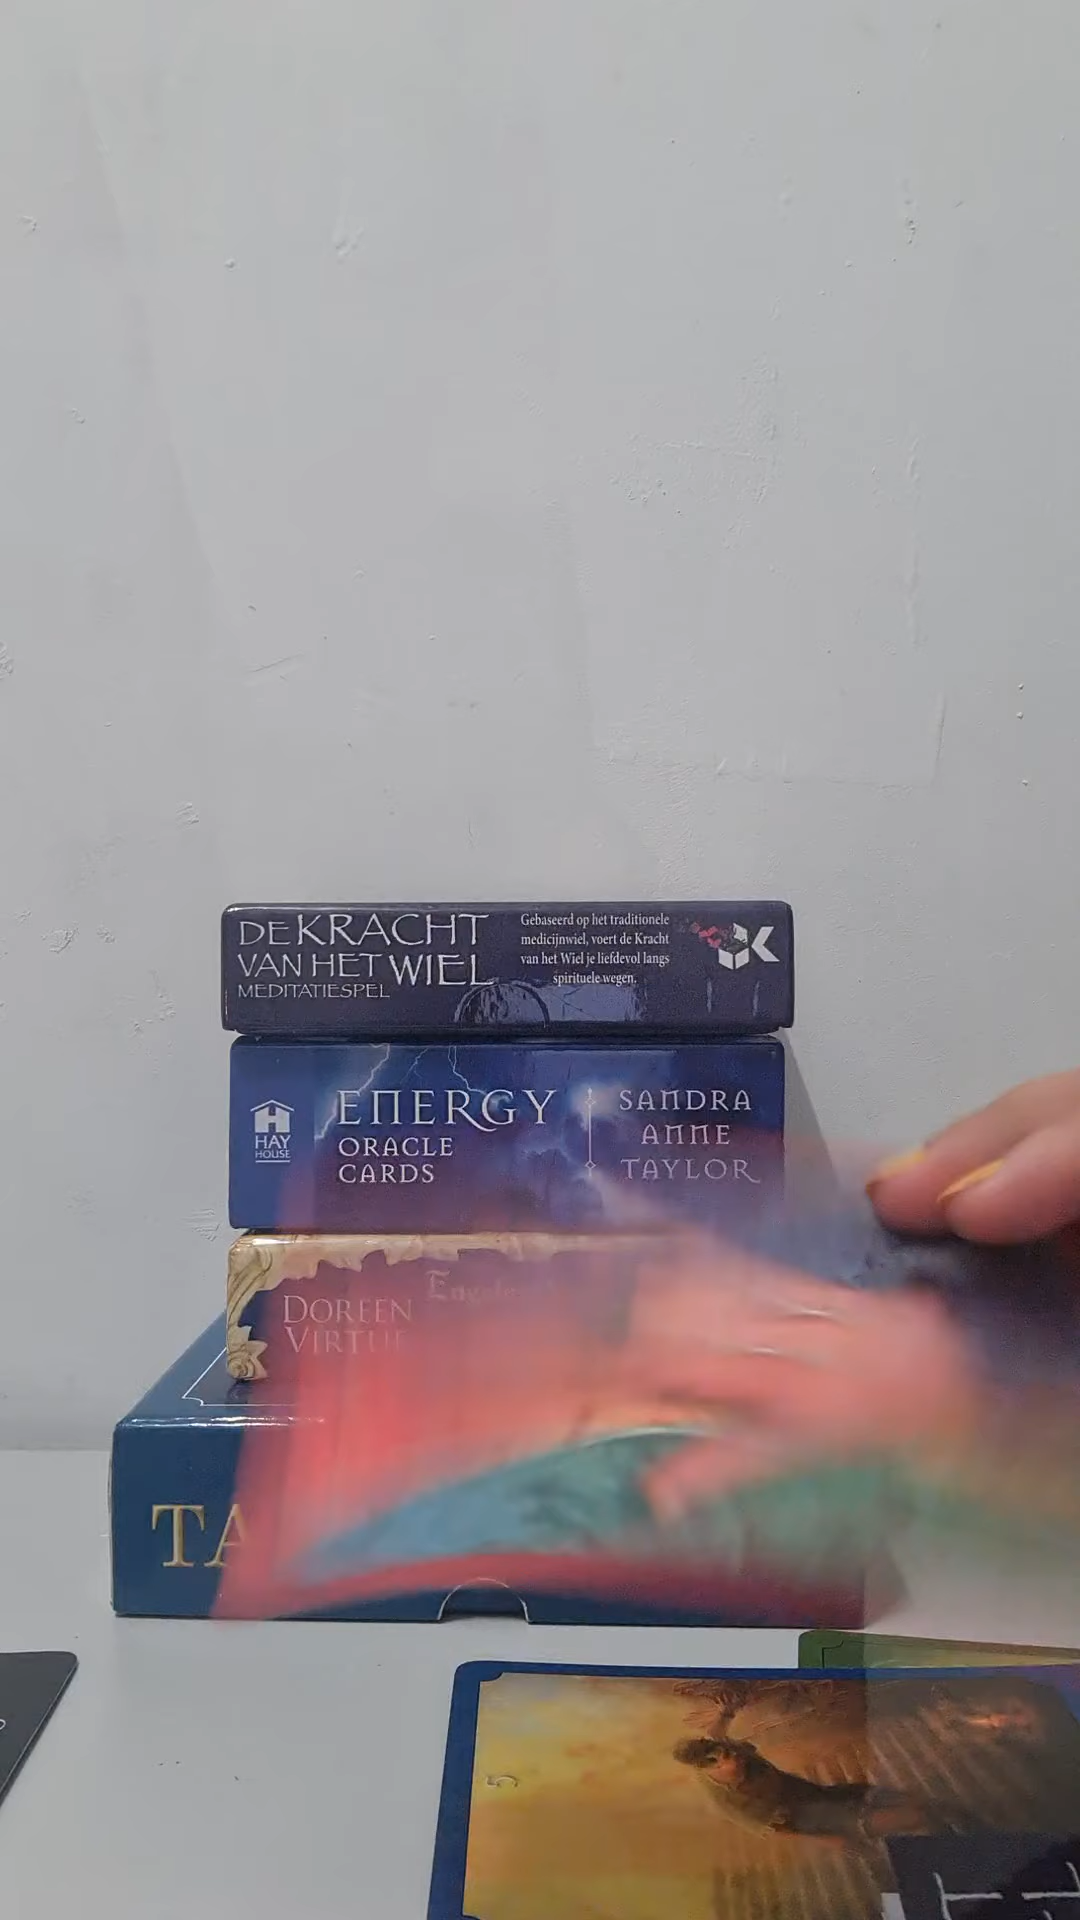 DE KRACHT
VAN HET WIEL
MEDITATIESPEL
Gebaseerd op het traditionele
medicijnwiel, voert de Kracht
van het Wiel je liefdevol langs
spirituele wegen.
HAY
HOUSE
ENERGY
ORACLE
CARDS
SANDRA
ANNE
TAYLOR
DOREEN
VIRTUE
TA
5